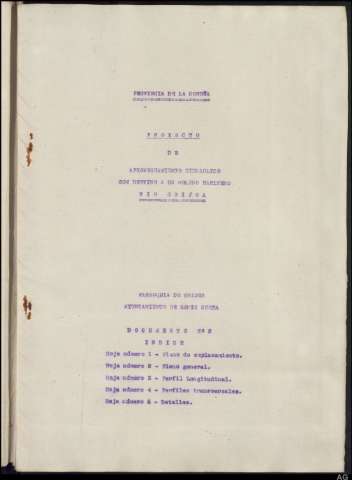 PROVINCIA DE LA CORUÑA
PROYECTO
DE
APROVECHAMIENTO HIDRAULICO
CON DESTINO A UN MOLINO HARINERO
RIO
PARROQUIA DE
AYUNTAMIENTO DE
DOCUMENTO Nº 2
INDICE
Hoja número 1 - Plano de emplazamiento.
Hoja número 2 - Plano general.
Hoja número 3 - Perfil Longitudinal.
Hoja número 4 - Perfiles transversales.
Hoja número 5 - Detalles.
AG